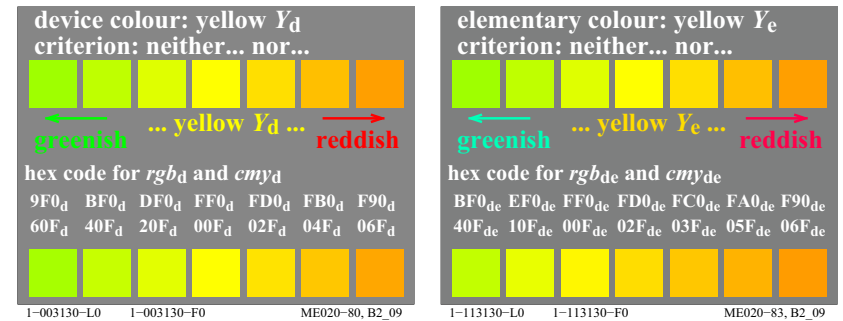 device colour: yellow Yd
criterion: neither... nor...
... yellow Yd ...
greenish reddish
hex code for rgbd and cmyd
9F0d BF0d DF0d FF0d FD0d FB0d F90d
60Fd 40Fd 20Fd 00Fd 02Fd 04Fd 06Fd
1−003130−L0 1−003130−F0 ME020−80, B2_09
elementary colour: yellow Ye
criterion: neither... nor...
... yellow Ye ...
greenish reddish
hex code for rgbde and cmyde
BF0de EF0de FF0de FD0de FC0de FA0de F90de
40Fde 10Fde 00Fde 02Fde 03Fde 05Fde 06Fde
1−113130−L0 1−113130−F0 ME020−83, B2_09